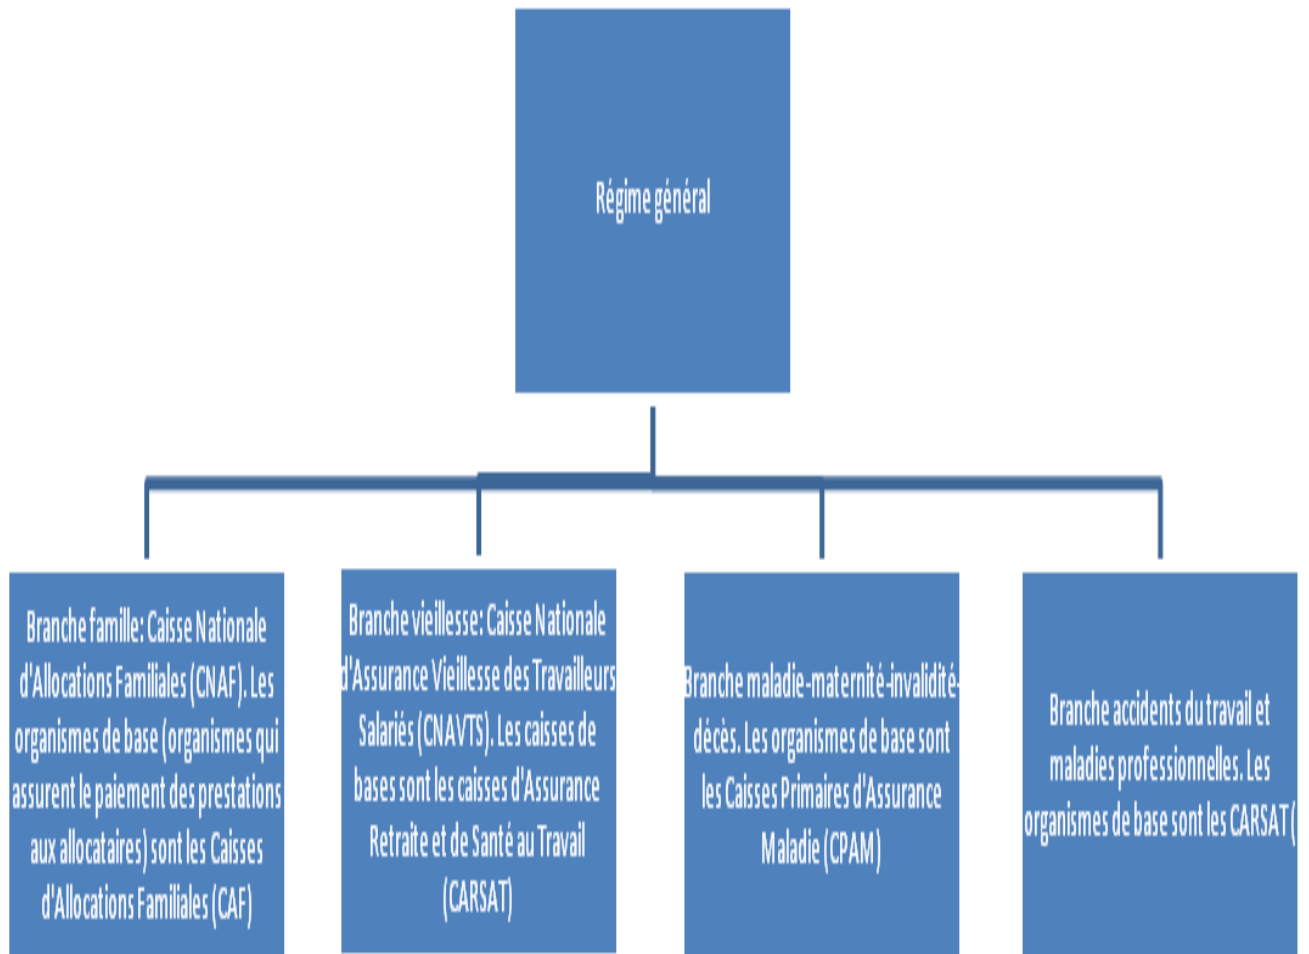 Régime général
Branche famille: Caisse Nationale
d'Allocations Familiales (CNAF). Les
organismes de base (organismes qui
assurent le paiement des prestations
aux allocataires) sont les Caisses
d'Allocations Familiales (CAF)
Branche vieillesse: Caisse Nationale
d'Assurance Vieillesse des Travailleurs
Salariés (CNAVTS). Les caisses de
bases sont les caisses d'Assurance
Retraite et de Santé au Travail
(CARSAT)
Branche maladie-maternité-invalidité-
décès. Les organismes de base sont
les Caisses Primaires d'Assurance
Maladie (CPAM)
Branche accidents du travail et
maladies professionnelles. Les
organismes de base sont les CARSAT(